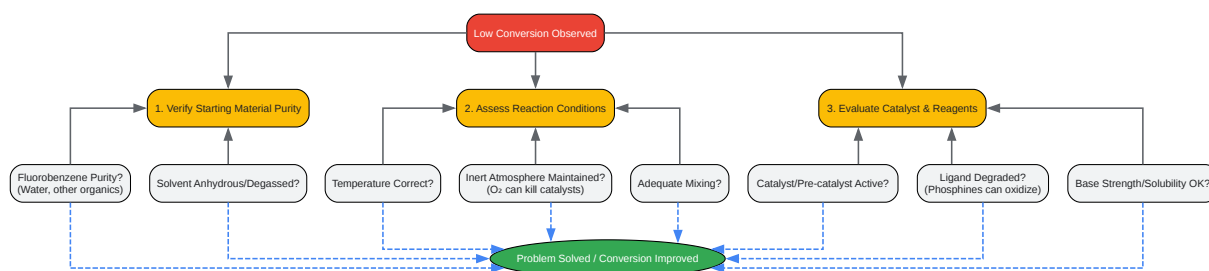 Low Conversion Observed
1. Verify Starting Material Purity
2. Assess Reaction Conditions
3. Evaluate Catalyst & Reagents
Fluorobenzene Purity?
(Water, other organics)
Solvent Anhydrous/Degassed?
Temperature Correct?
Inert Atmosphere Maintained?
(O₂ can kill catalysts)
Adequate Mixing?
Catalyst/Pre-catalyst Active?
Ligand Degraded?
(Phosphines can oxidize)
Base Strength/Solubility OK?
Problem Solved / Conversion Improved